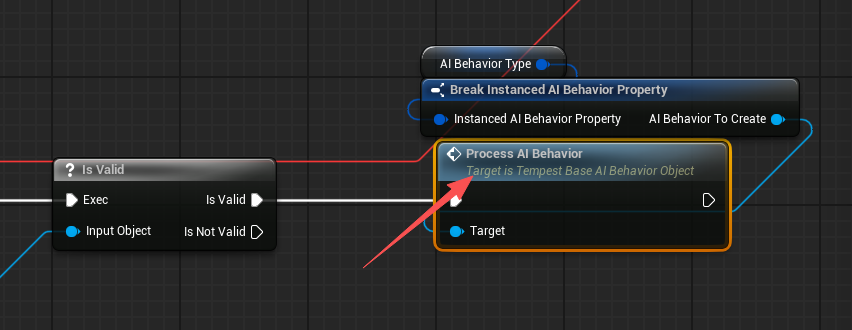 AI Behavior Type
Break Instanced AI Behavior Property
Instanced AI Behavior Property AI Behavior To Create
Process AI Behavior
Target is Tempest Base AI Behavior Object
? Is Valid
Exec Is Valid
Input Object Is Not Valid
Target